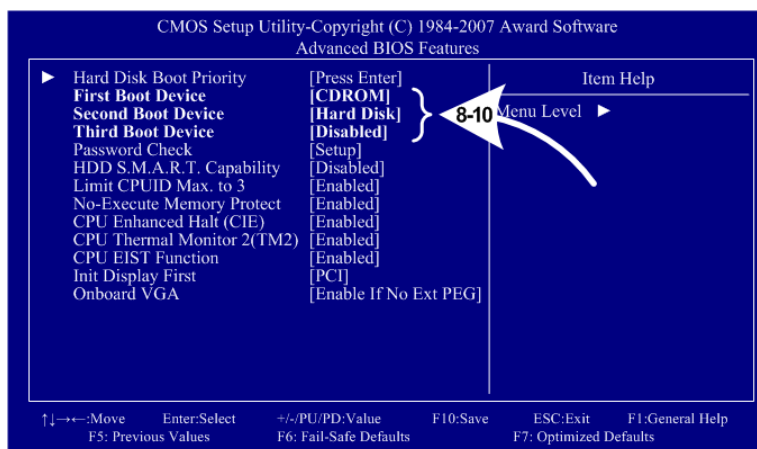 CMOS Setup Utility-Copyright (C) 1984-2007 Award Software
Advanced BIOS Features
► Hard Disk Boot Priority [Press Enter]
First Boot Device [CDROM]
Second Boot Device [Hard Disk]
Third Boot Device [Disabled]
Password Check [Setup]
HDD S.M.A.R.T. Capability [Disabled]
Limit CPUID Max. to 3 [Enabled]
No-Execute Memory Protect [Enabled]
CPU Enhanced Halt (CIE) [Enabled]
CPU Thermal Monitor 2(TM2) [Enabled]
CPU EIST Function [Enabled]
Init Display First [PCI]
Onboard VGA [Enable If No Ext PEG]
8-10
Item Help
Menu Level ►
↑↓→←:Move Enter:Select +/-/PU/PD:Value F10:Save ESC:Exit F1:General Help
F5: Previous Values F6: Fail-Safe Defaults F7: Optimized Defaults